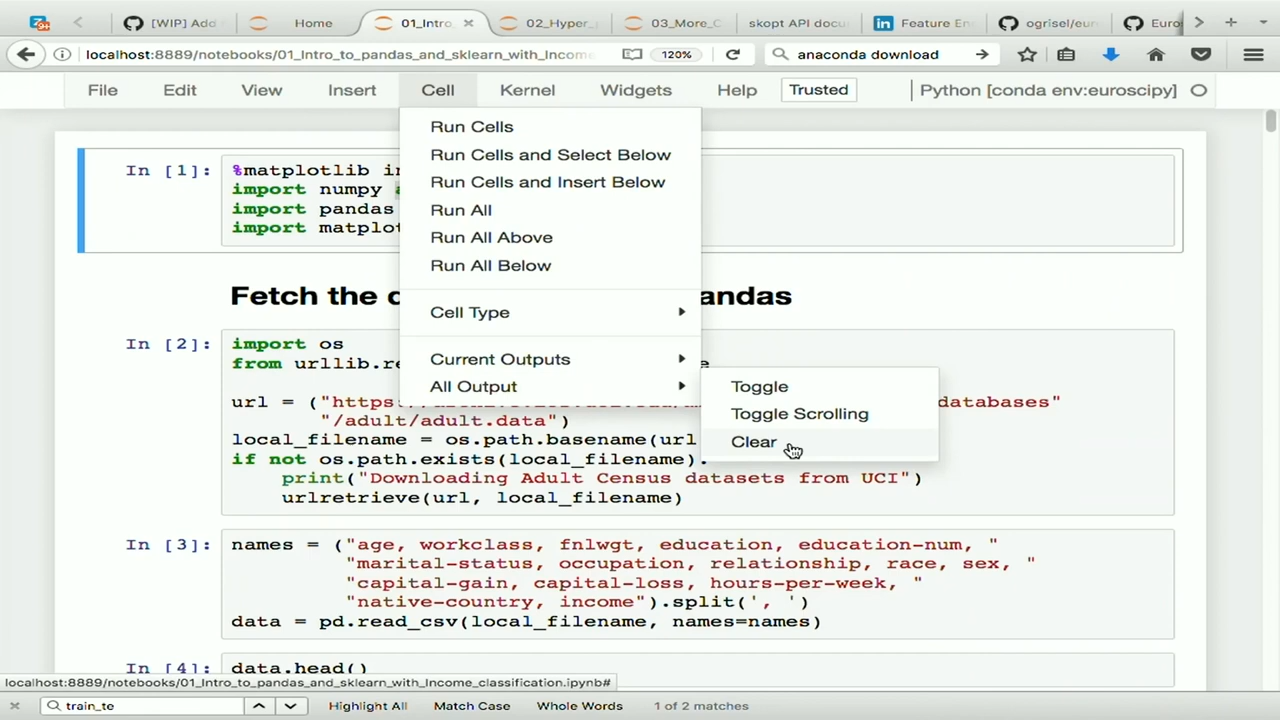 [WIP] Add
Home
01_Intro_
02_Hyper_
03_More_C
skopt API docu
Feature En
ogrisel/eur
Euros
localhost:8889/notebooks/01_Intro_to_pandas_and_sklearn_with_Incom
120%
anaconda download
File Edit View Insert Cell Kernel Widgets Help Trusted Python [conda env:euroscipy]
Run Cells
Run Cells and Select Below
Run Cells and Insert Below
Run All
Run All Above
Run All Below
Cell Type
Current Outputs
All Output
Toggle
Toggle Scrolling
Clear
In [1]: %matplotlib in
import numpy a
import pandas
import matplot
Fetch the andas
In [2]: import os
from urllib.re e
url = ("https: databases"
"/adult/adult.data")
local_filename = os.path.basename(url
if not os.path.exists(local_filename):
print("Downloading Adult Census datasets from UCI")
urlretrieve(url, local_filename)
In [3]: names = ("age, workclass, fnlwgt, education, education-num, "
"marital-status, occupation, relationship, race, sex, "
"capital-gain, capital-loss, hours-per-week, "
"native-country, income").split(', ')
data = pd.read_csv(local_filename, names=names)
In [4]: data.head()
localhost:8889/notebooks/01_Intro_to_pandas_and_sklearn_with_Income_classification.ipynb#
train_te
Highlight All Match Case Whole Words 1 of 2 matches